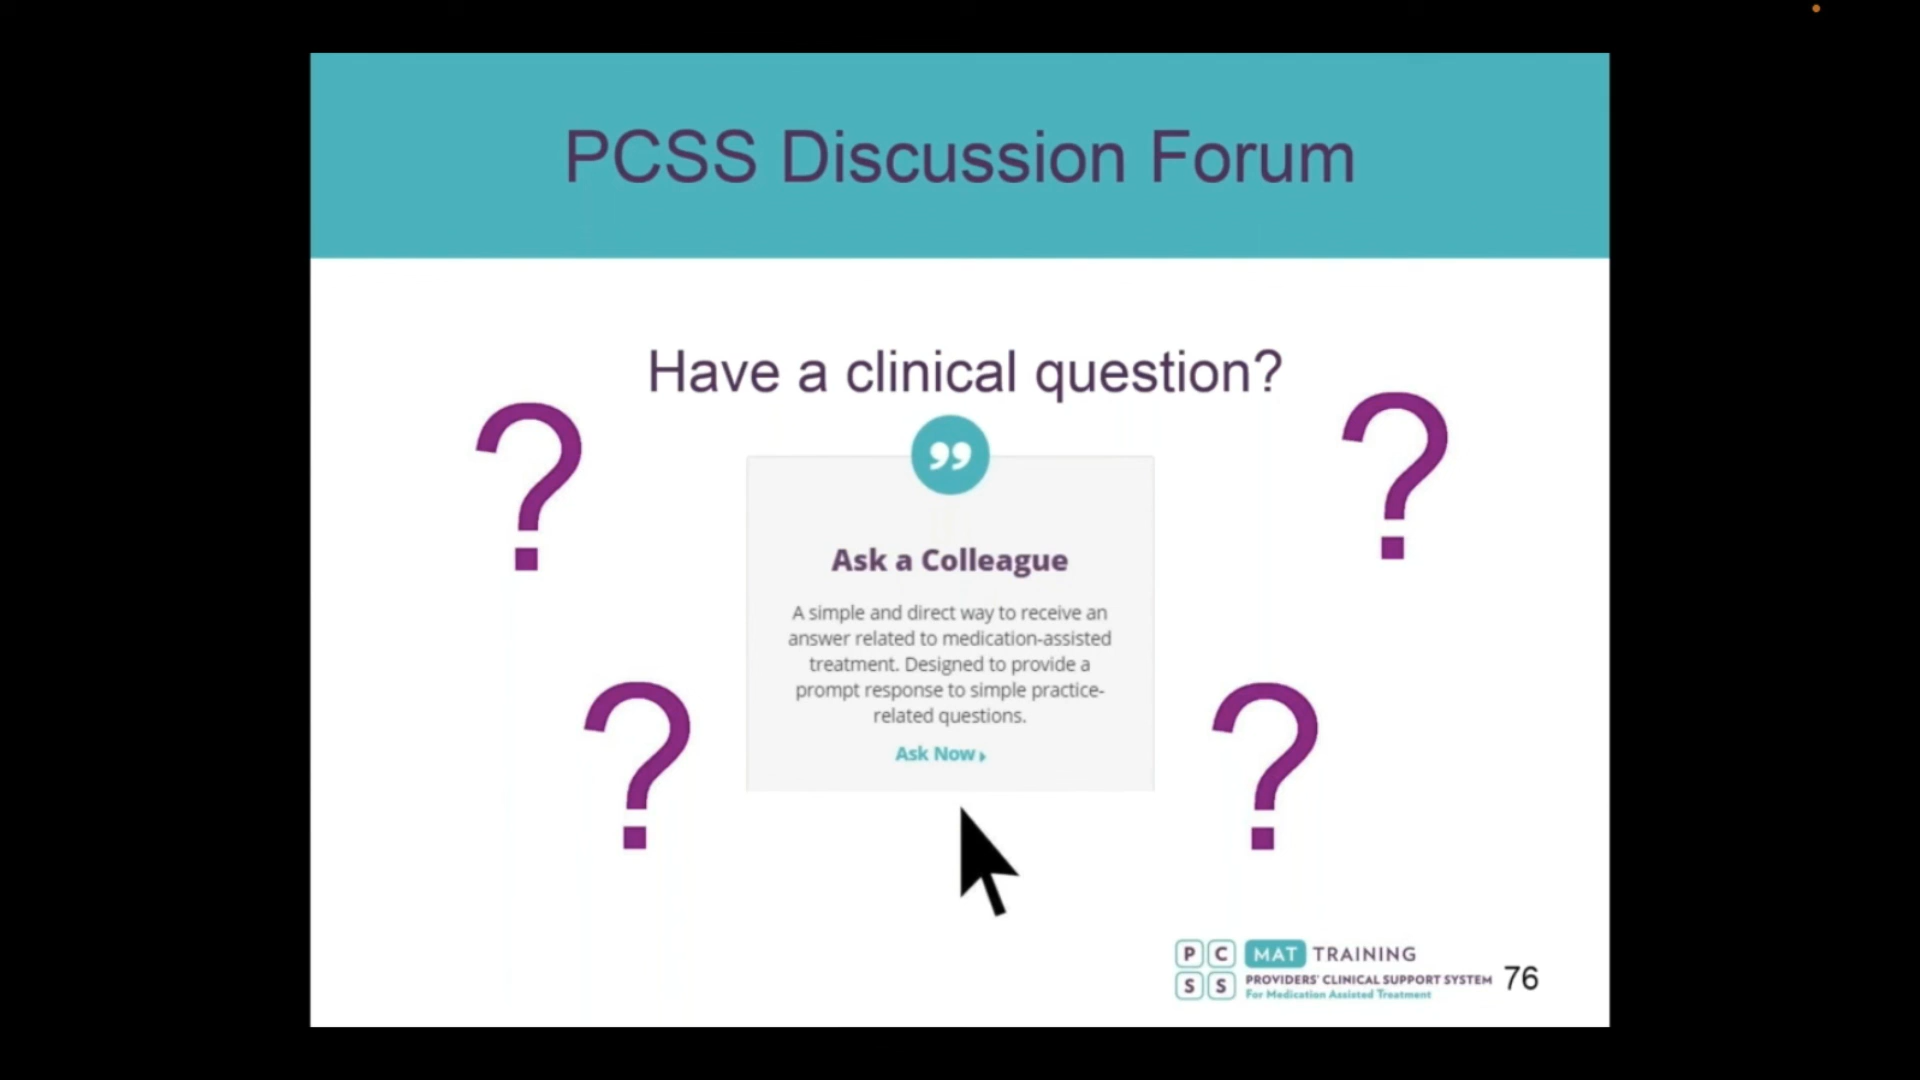 PCSS Discussion Forum
Have a clinical question?
?
?
”
Ask a Colleague
A simple and direct way to receive an
answer related to medication-assisted
treatment. Designed to provide a
prompt response to simple practice-
related questions.
Ask Now
?
?
P C
S S
MAT TRAINING
PROVIDERS' CLINICAL SUPPORT SYSTEM
For Medication Assisted Treatment
76